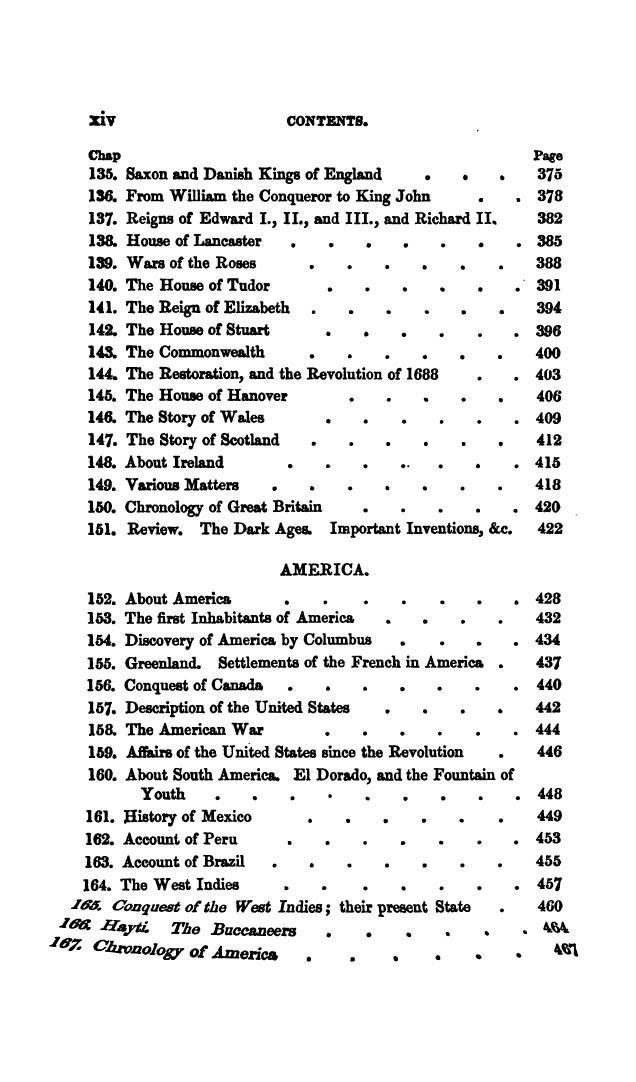 xiv CONTENTS.
Chap Page
135. Saxon and Danish Kings of England . . . 375
136. From William the Conqueror to King John . . 378
137. Reigns of Edward I., II., and III., and Richard II. 382
138. House of Lancaster . . . . . . . 385
139. Wars of the Roses . . . . . . 388
140. The House of Tudor . . . . . . 391
141. The Reign of Elizabeth . . . . . . 394
142. The House of Stuart . . . . . . 396
143. The Commonwealth . . . . . . 400
144. The Restoration, and the Revolution of 1688 . . 403
145. The House of Hanover . . . . . 406
146. The Story of Wales . . . . . . 409
147. The Story of Scotland . . . . . . 412
148. About Ireland . . . . . . . 415
149. Various Matters . . . . . . . 418
150. Chronology of Great Britain . . . . . 420
151. Review. The Dark Ages. Important Inventions, &c. 422
AMERICA.
152. About America . . . . . . . 428
153. The first Inhabitants of America . . . . 432
154. Discovery of America by Columbus . . . . 434
155. Greenland. Settlements of the French in America . 437
156. Conquest of Canada . . . . . . . 440
157. Description of the United States . . . . 442
158. The American War . . . . . . 444
159. Affairs of the United States since the Revolution . 446
160. About South America. El Dorado, and the Fountain of
Youth . . . . . . . . . 448
161. History of Mexico . . . . . . 449
162. Account of Peru . . . . . . . 453
163. Account of Brazil . . . . . . . 455
164. The West Indies . . . . . . . 457
165. Conquest of the West Indies; their present State . 460
166. Hayti. The Buccaneers . . . . . . 464
167. Chronology of America . . . . . . 467